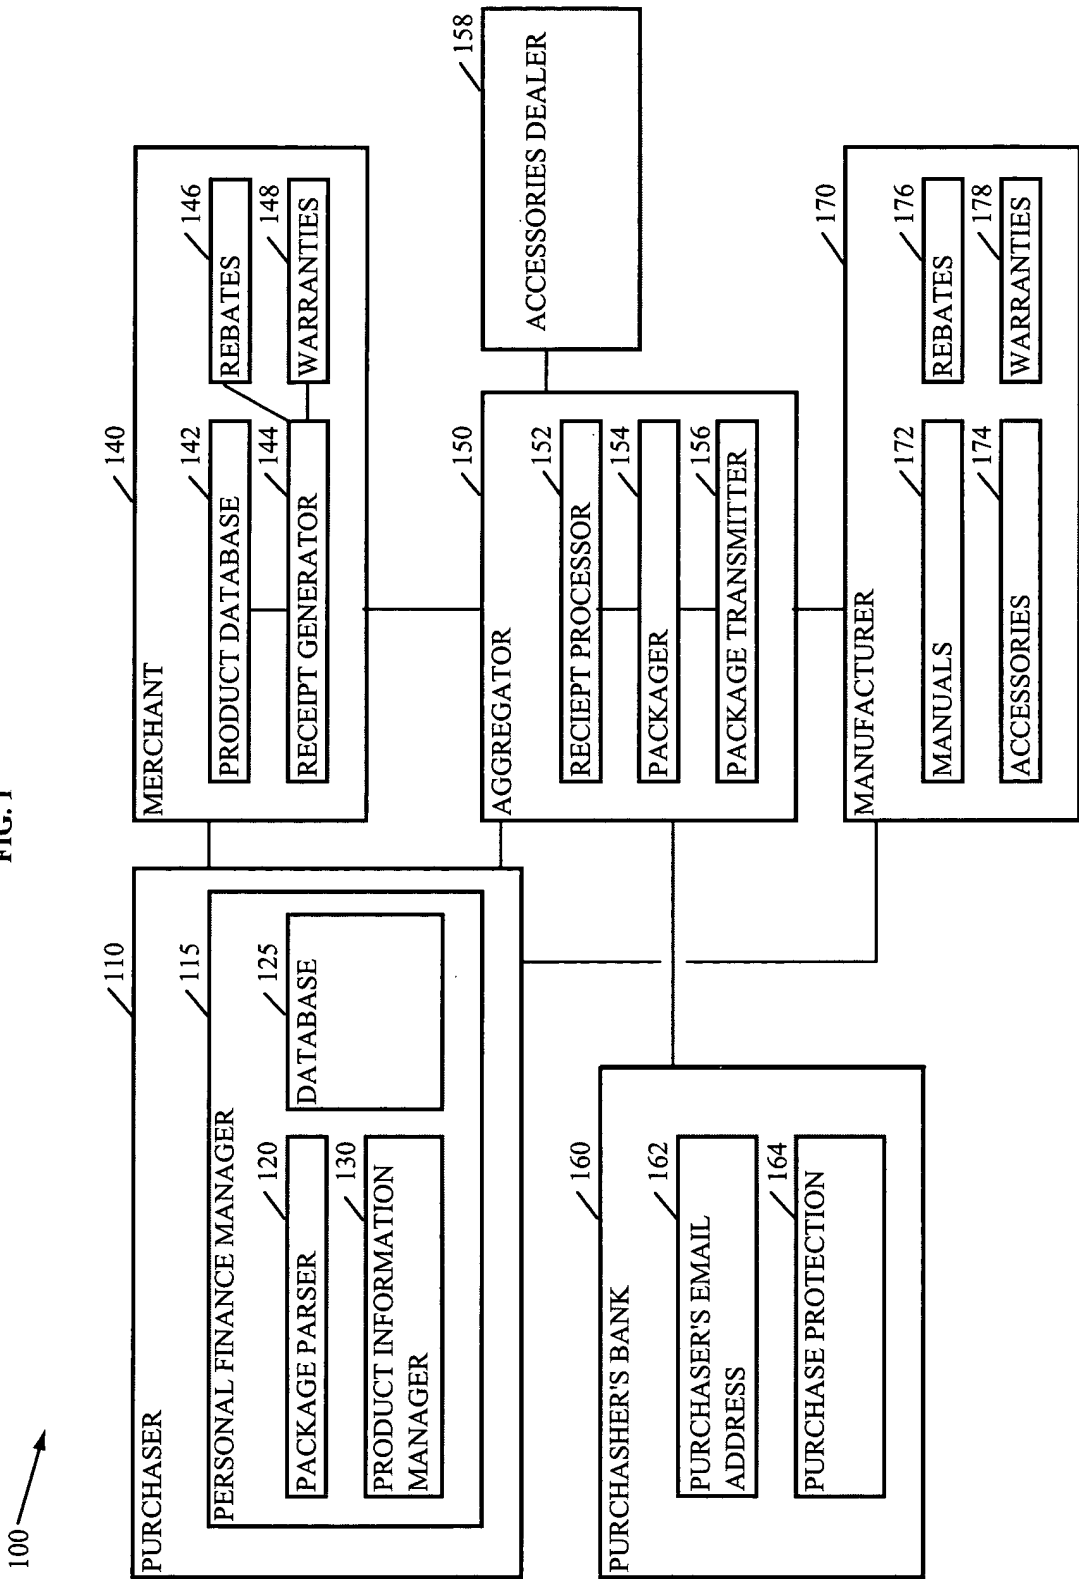 FIG. 1
100
110
PURCHASER
115
PERSONAL FINANCE MANAGER
120
PACKAGE PARSER
125
DATABASE
130
PRODUCT INFORMATION
MANAGER
140
MERCHANT
142
PRODUCT DATABASE
146
REBATES
144
RECEIPT GENERATOR
148
WARRANTIES
150
AGGREGATOR
152
RECIEPT PROCESSOR
154
PACKAGER
156
PACKAGE TRANSMITTER
158
ACCESSORIES DEALER
160
PURCHASHER'S BANK
162
PURCHASER'S EMAIL
ADDRESS
164
PURCHASE PROTECTION
170
MANUFACTURER
172
MANUALS
176
REBATES
174
ACCESSORIES
178
WARRANTIES